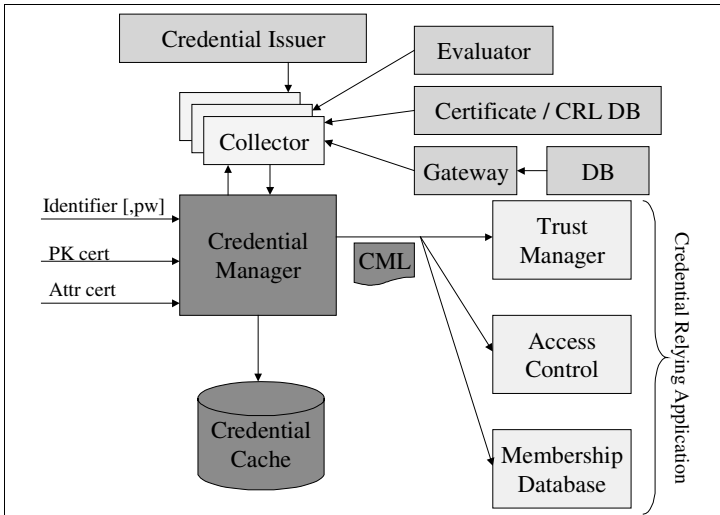 Credential Issuer
Evaluator
Certificate / CRL DB
Collector
Gateway
DB
Identifier [,pw]
PK cert
Attr cert
Credential
Manager
CML
Trust
Manager
Access
Control
Membership
Database
Credential Relying Application
Credential
Cache